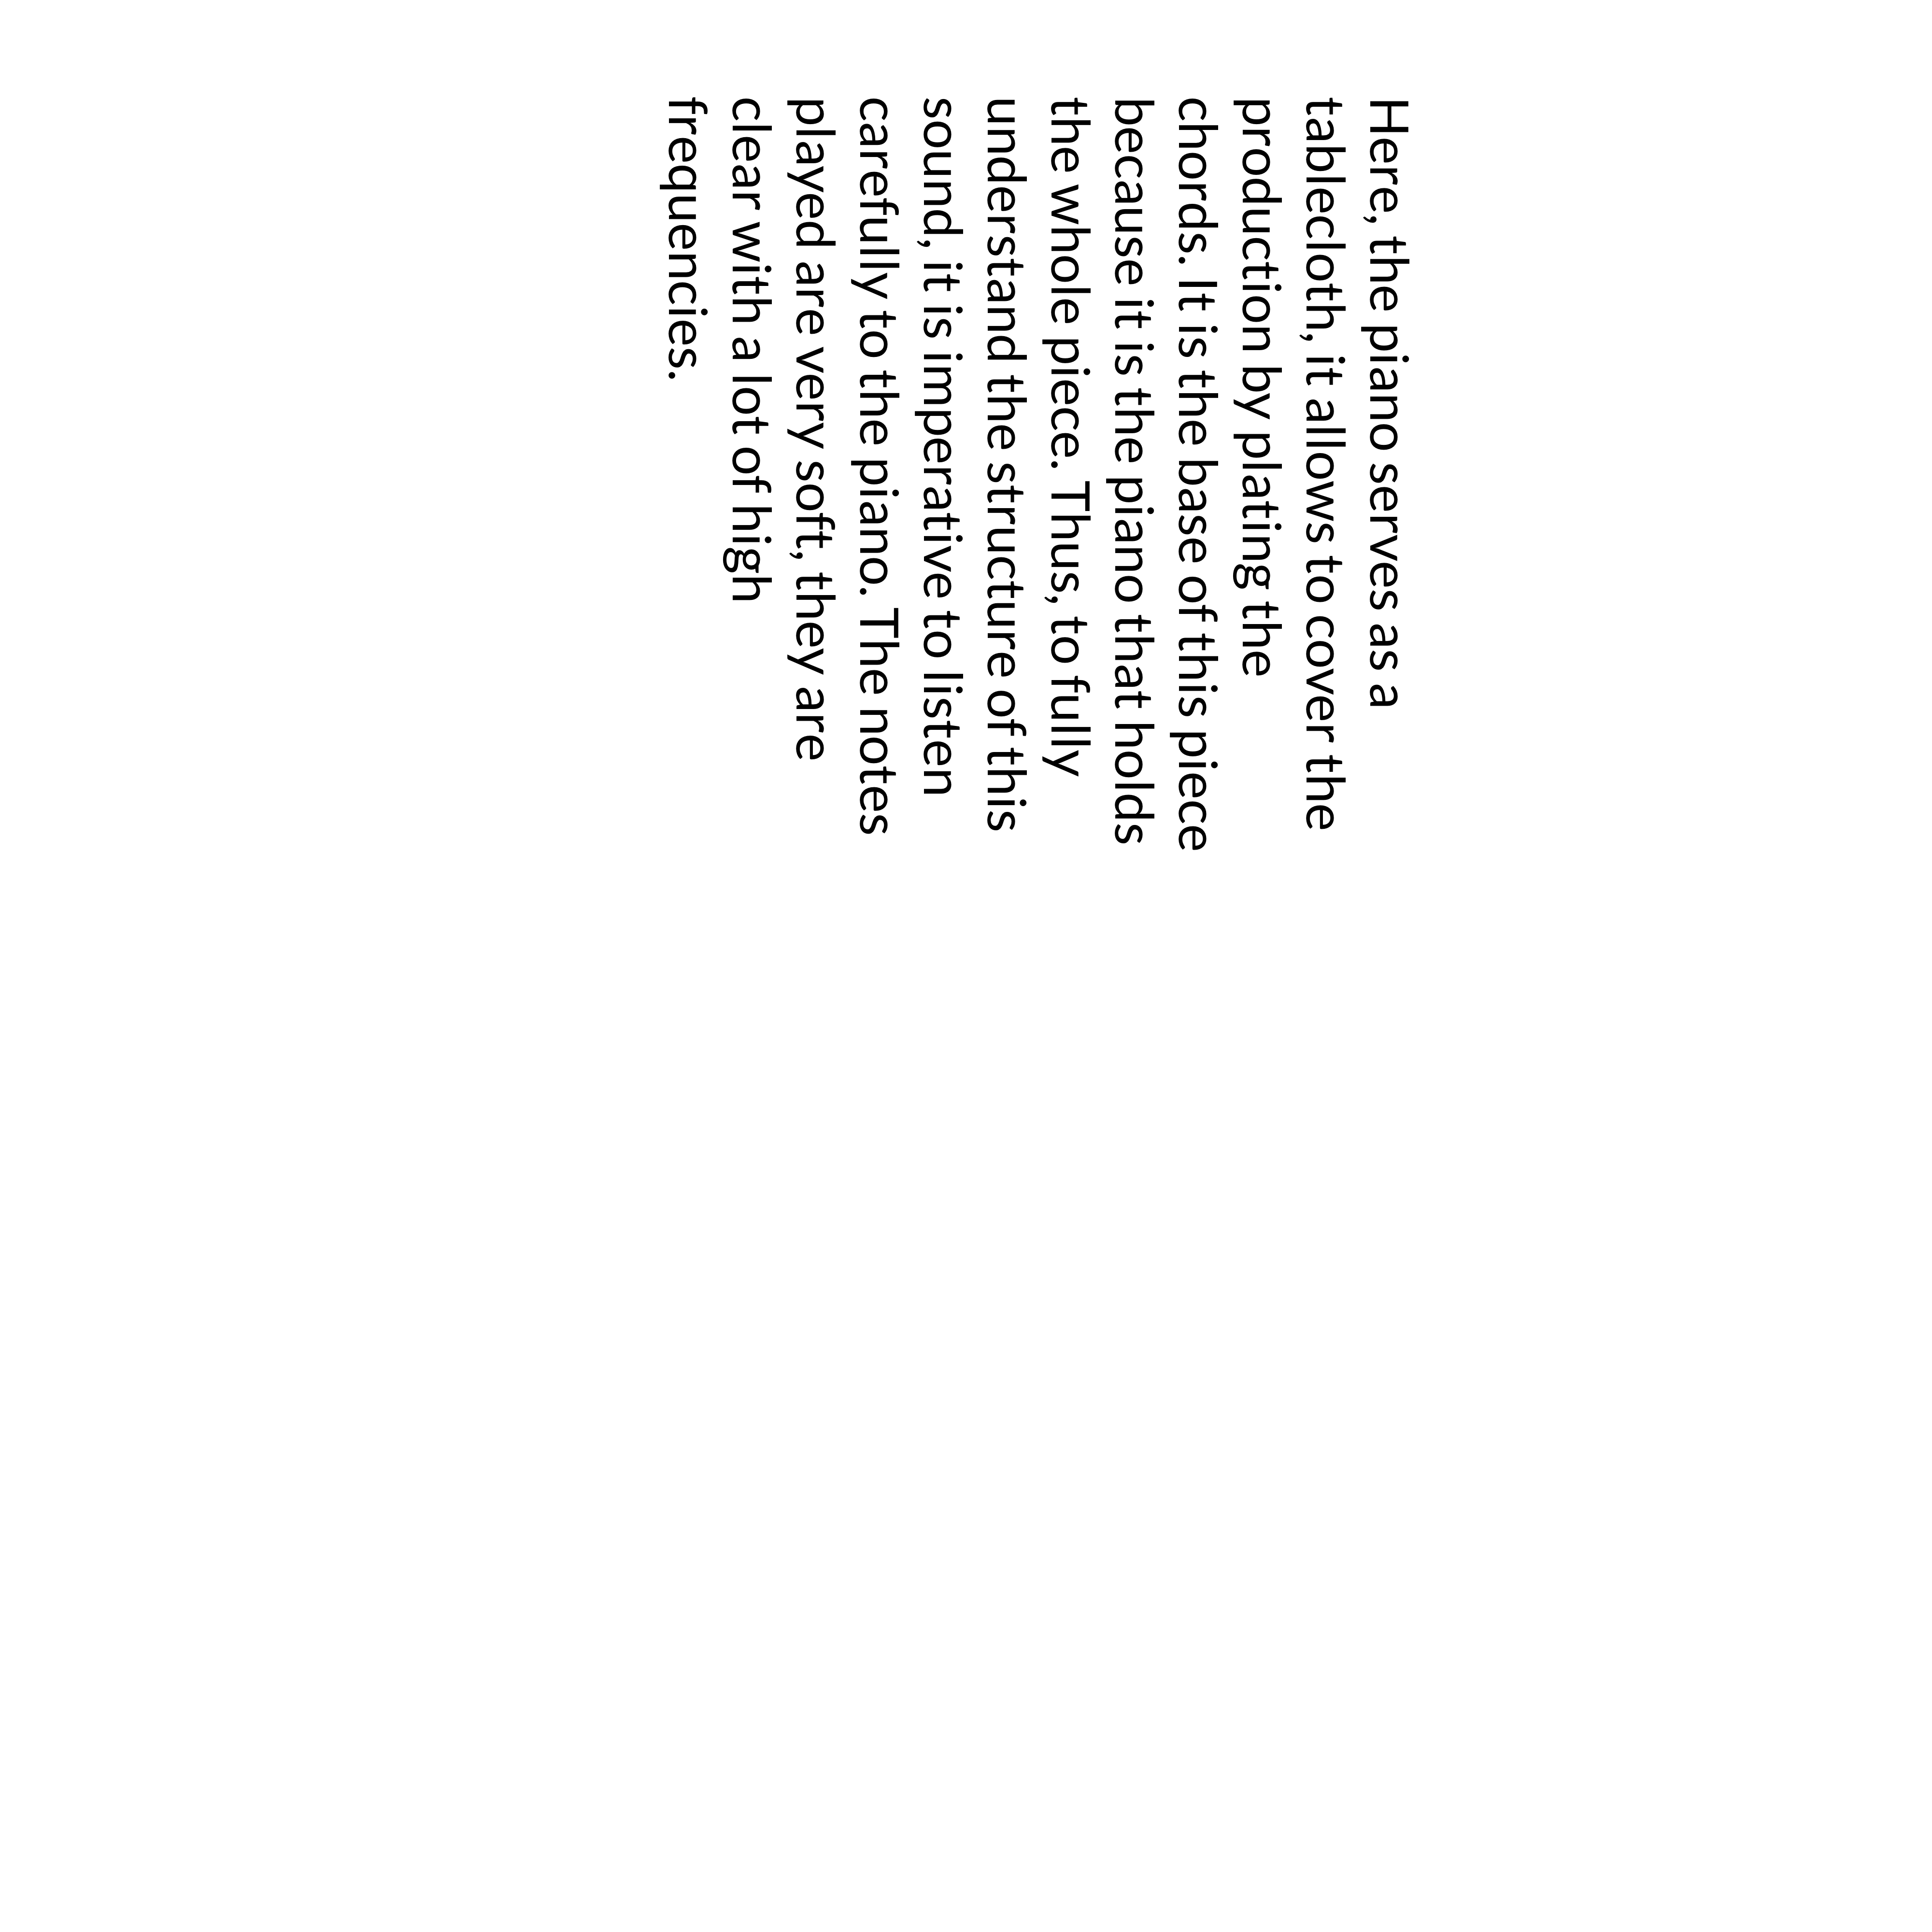 Here, the piano serves as a
tablecloth, it allows to cover the
production by plating the
chords. It is the base of this piece
because it is the piano that holds
the whole piece. Thus, to fully
understand the structure of this
sound, it is imperative to listen
carefully to the piano. The notes
played are very soft, they are
clear with a lot of high
frequencies.